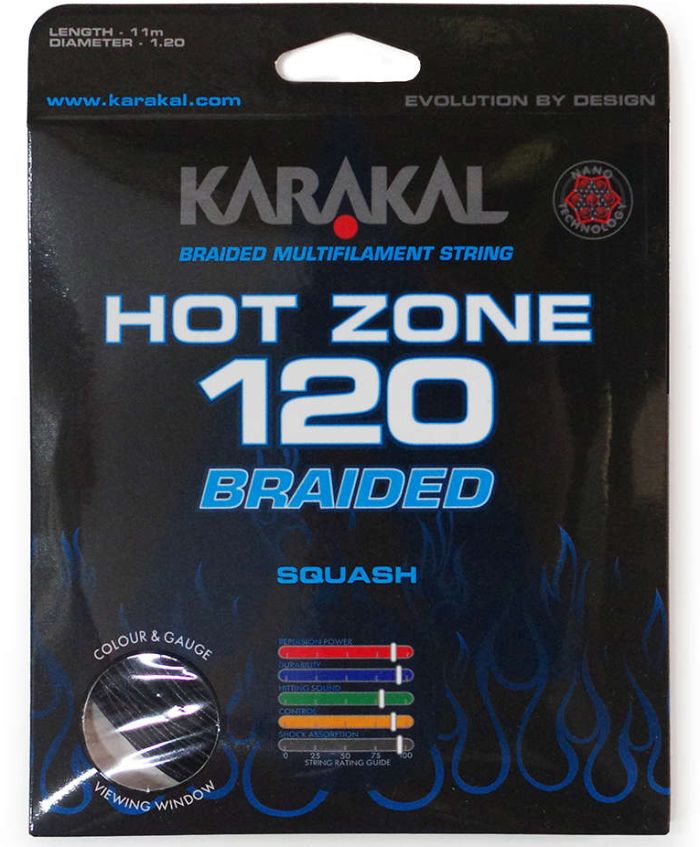 LENGTH - 11m
DIAMETER - 1.20
www.karakal.com
EVOLUTION BY DESIGN
KARAKAL
NANO TECHNOLOGY
BRAIDED MULTIFILAMENT STRING
HOT ZONE
120
BRAIDED
SQUASH
COLOUR & GAUGE
VIEWING WINDOW
REPULSION POWER
DURABILITY
HITTING SOUND
CONTROL
SHOCK ABSORPTION
0 25 50 75 100
STRING RATING GUIDE